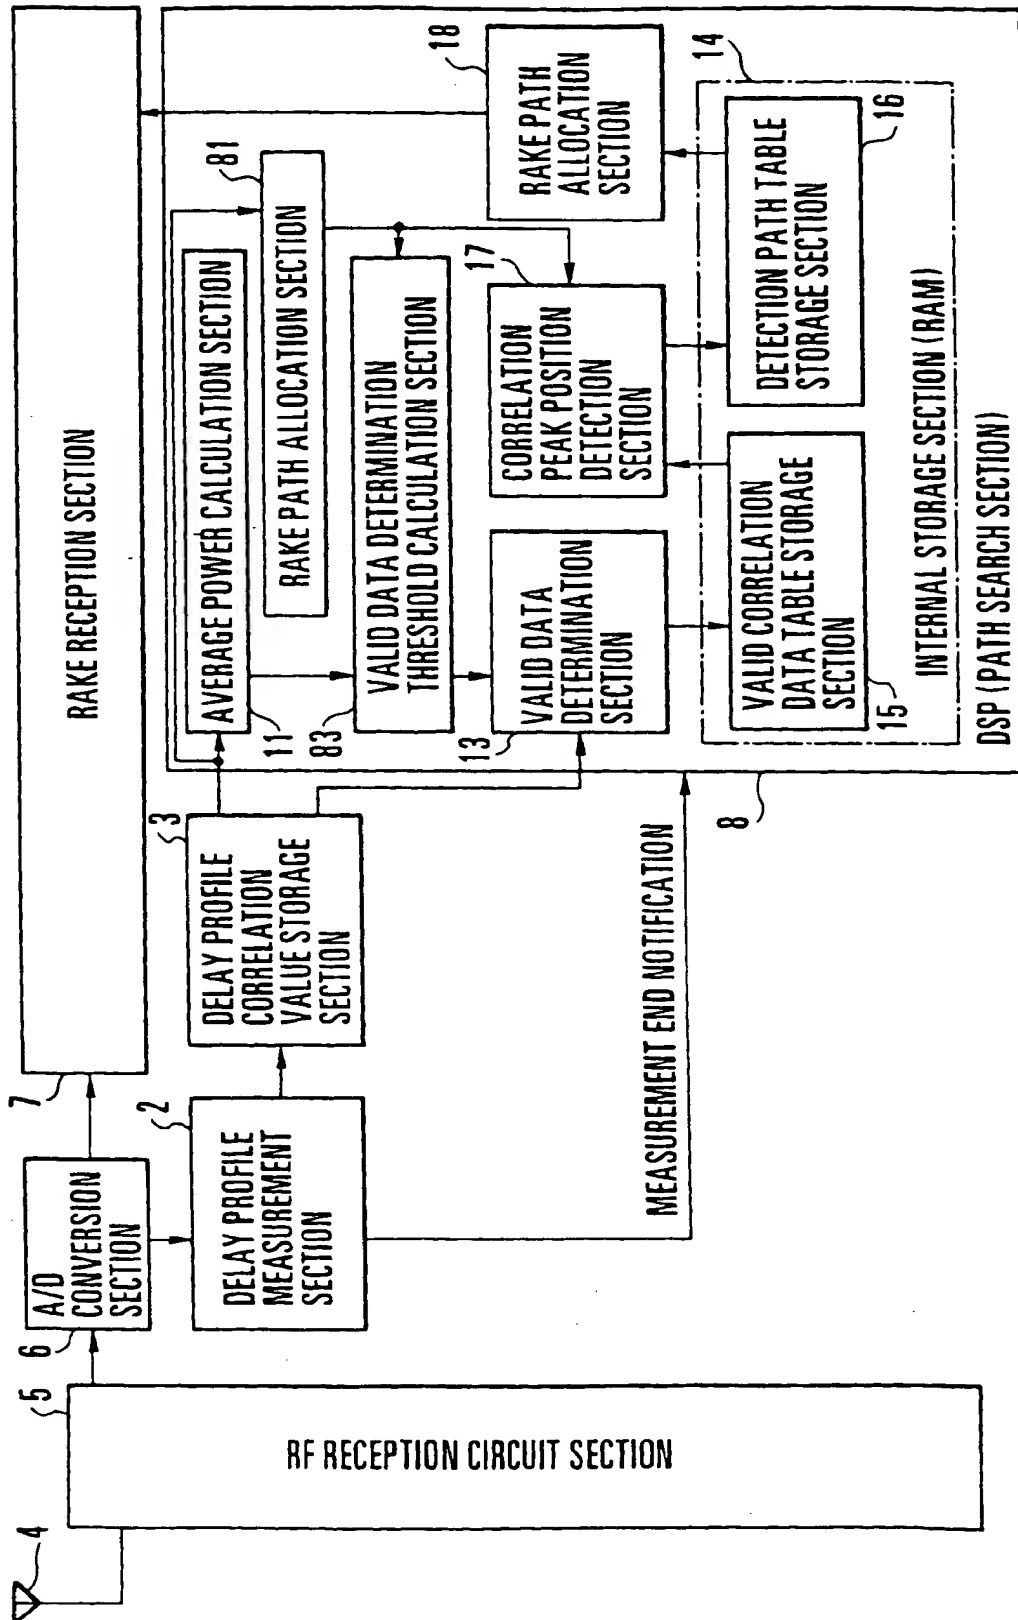 4
5
RF RECEPTION CIRCUIT SECTION
6
A/D
CONVERSION
SECTION
7
RAKE RECEPTION SECTION
2
DELAY PROFILE
MEASUREMENT
SECTION
3
DELAY PROFILE
CORRELATION
VALUE STORAGE
SECTION
MEASUREMENT END NOTIFICATION
8
11
AVERAGE POWER CALCULATION SECTION
81
RAKE PATH ALLOCATION SECTION
83
VALID DATA DETERMINATION
THRESHOLD CALCULATION SECTION
13
VALID DATA
DETERMINATION
SECTION
17
CORRELATION
PEAK POSITION
DETECTION
SECTION
18
RAKE PATH
ALLOCATION
SECTION
14
15
VALID CORRELATION
DATA TABLE STORAGE
SECTION
16
DETECTION PATH TABLE
STORAGE SECTION
INTERNAL STORAGE SECTION (RAM)
DSP (PATH SEARCH SECTION)